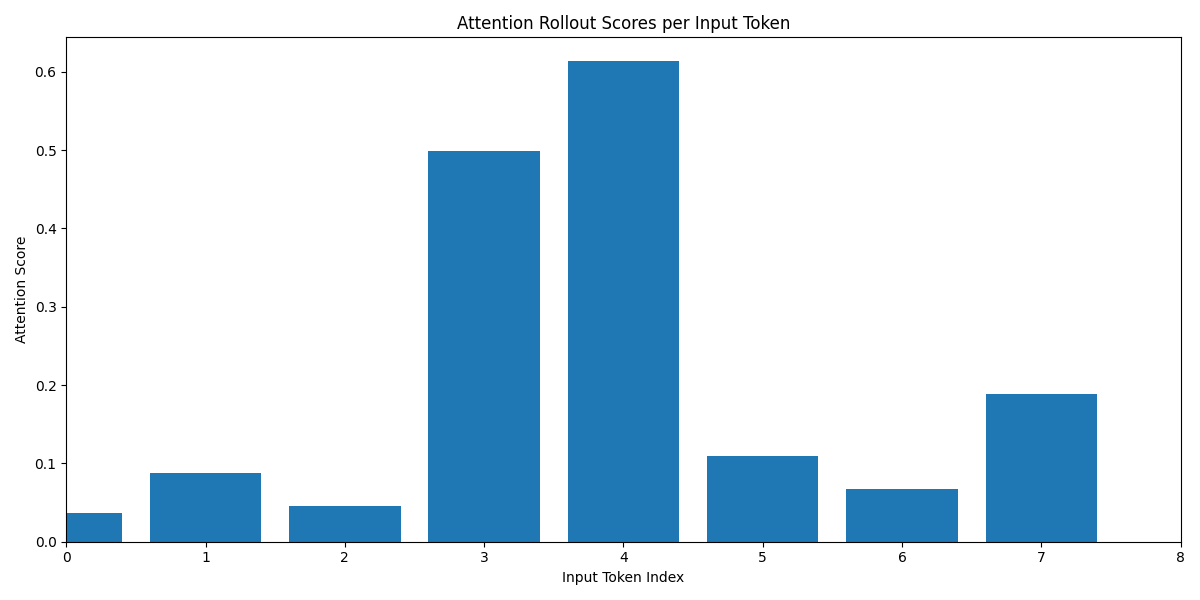 Attention Rollout Scores per Input Token
Attention Score
0.6
0.5
0.4
0.3
0.2
0.1
0.0
0 1 2 3 4 5 6 7 8
Input Token Index